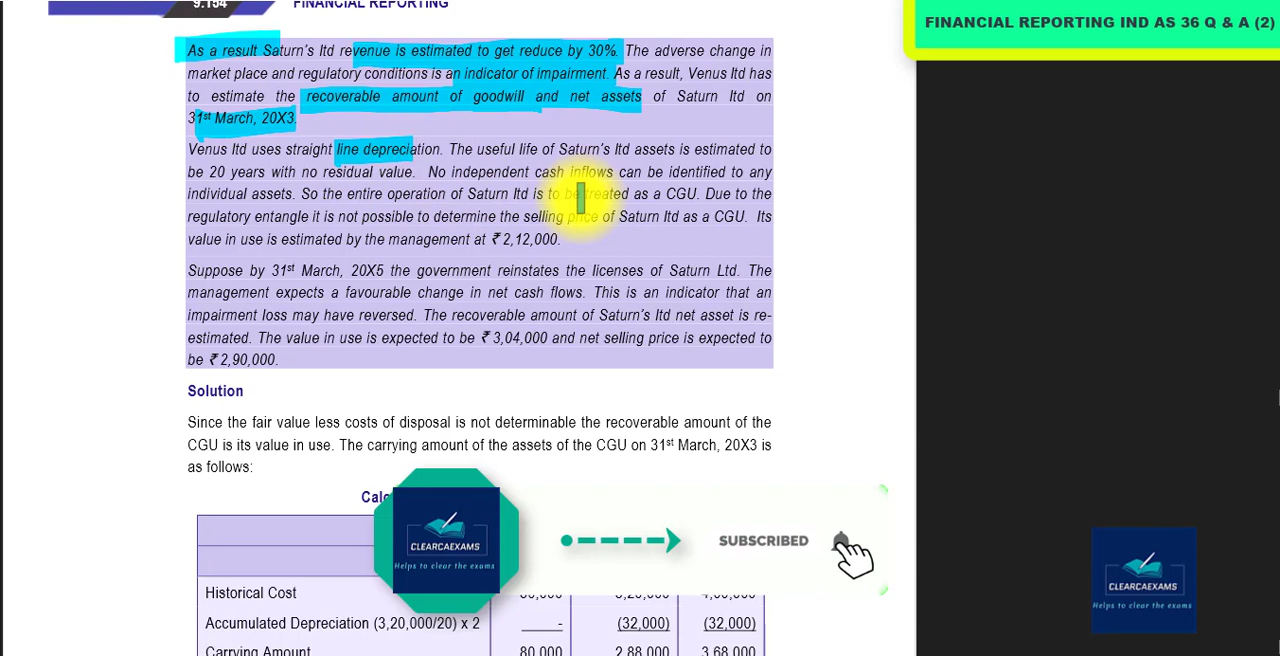 9.154 FINANCIAL REPORTING
FINANCIAL REPORTING IND AS 36 Q & A (2)
As a result Saturn's ltd revenue is estimated to get reduce by 30%. The adverse change in
market place and regulatory conditions is an indicator of impairment. As a result, Venus ltd has
to estimate the recoverable amount of goodwill and net assets of Saturn ltd on
31st March, 20X3.
Venus ltd uses straight line depreciation. The useful life of Saturn's ltd assets is estimated to
be 20 years with no residual value. No independent cash inflows can be identified to any
individual assets. So the entire operation of Saturn ltd is to be treated as a CGU. Due to the
regulatory entangle it is not possible to determine the selling price of Saturn ltd as a CGU. Its
value in use is estimated by the management at ₹ 2,12,000.
Suppose by 31st March, 20X5 the government reinstates the licenses of Saturn Ltd. The
management expects a favourable change in net cash flows. This is an indicator that an
impairment loss may have reversed. The recoverable amount of Saturn's ltd net asset is re-
estimated. The value in use is expected to be ₹ 3,04,000 and net selling price is expected to
be ₹ 2,90,000.
Solution
Since the fair value less costs of disposal is not determinable the recoverable amount of the
CGU is its value in use. The carrying amount of the assets of the CGU on 31st March, 20X3 is
as follows:
CLEARCAEXAMS
Helps to clear the exams
SUBSCRIBED
Historical Cost
Accumulated Depreciation (3,20,000/20) x 2 - (32,000) (32,000)
Carrying Amount 80,000 2,88,000 3,68,000
CLEARCAEXAMS
Helps to clear the exams